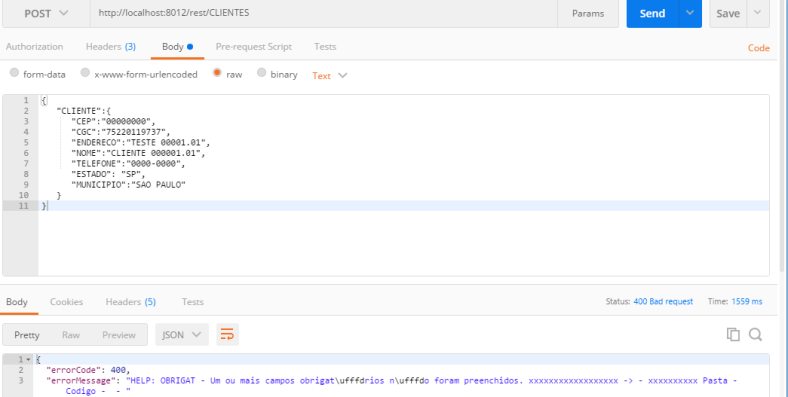 POST http://localhost:8012/rest/CLIENTES Params Send Save
Authorization Headers (3) Body Pre-request Script Tests Code
form-data x-www-form-urlencoded raw binary Text
1 {
2 "CLIENTE":{
3 "CEP":"00000000",
4 "CGC":"75220119737",
5 "ENDERECO":"TESTE 00001.01",
6 "NOME":"CLIENTE 000001.01",
7 "TELEFONE":"0000-0000",
8 "ESTADO": "SP",
9 "MUNICIPIO":"SAO PAULO"
10 }
11 }
Body Cookies Headers (5) Tests Status: 400 Bad request Time: 1559 ms
Pretty Raw Preview JSON
1 {
2 "errorCode": 400,
3 "errorMessage": "HELP: OBRIGAT - Um ou mais campos obrigat\ufffdrios n\ufffdo foram preenchidos. xxxxxxxxxxxxxxxxxx -> - xxxxxxxxxx Pasta -
Codigo - - "